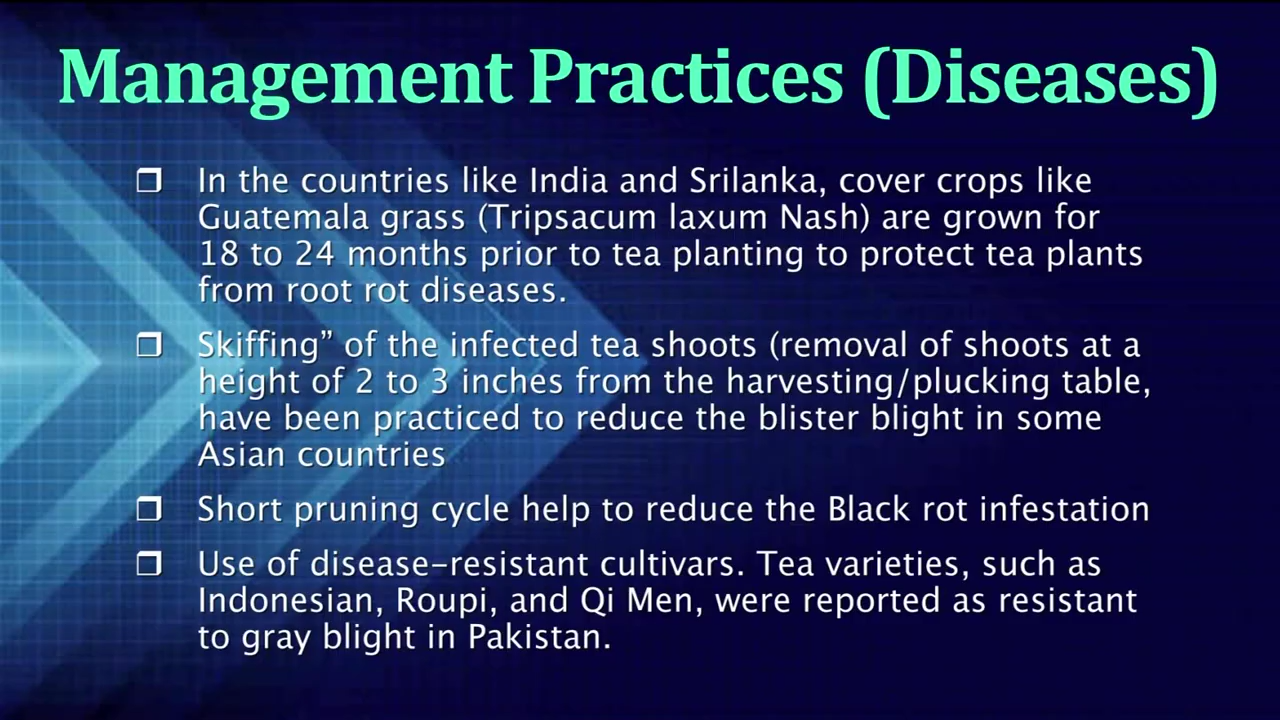 Management Practices (Diseases)
❒ In the countries like India and Srilanka, cover crops like
Guatemala grass (Tripsacum laxum Nash) are grown for
18 to 24 months prior to tea planting to protect tea plants
from root rot diseases.
❒ Skiffing” of the infected tea shoots (removal of shoots at a
height of 2 to 3 inches from the harvesting/plucking table,
have been practiced to reduce the blister blight in some
Asian countries
❒ Short pruning cycle help to reduce the Black rot infestation
❒ Use of disease–resistant cultivars. Tea varieties, such as
Indonesian, Roupi, and Qi Men, were reported as resistant
to gray blight in Pakistan.